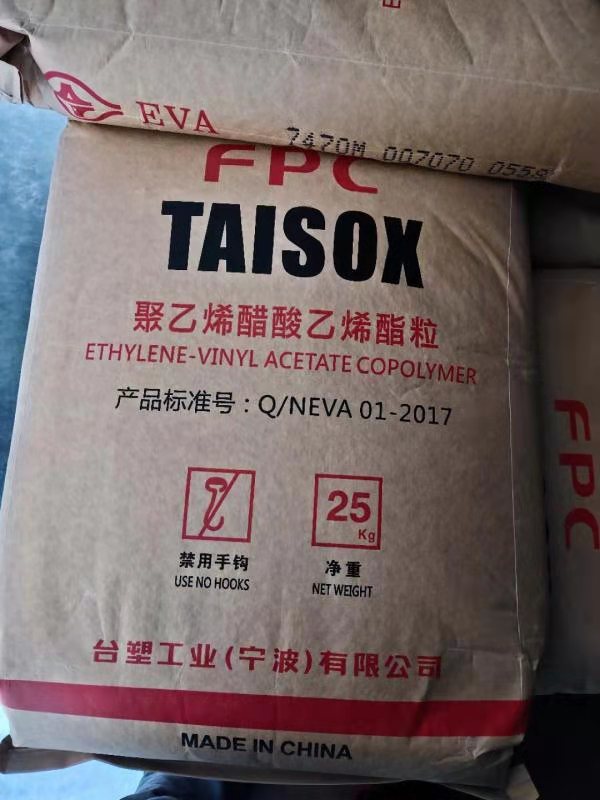 EVA
7470M 007070 0558
FPC
TAISOX
聚乙烯醋酸乙烯酯粒
ETHYLENE-VINYL ACETATE COPOLYMER
产品标准号：Q/NEVA 01-2017
25
Kg
禁用手钩
USE NO HOOKS
净重
NET WEIGHT
台塑工业(宁波)有限公司
MADE IN CHINA
FPC